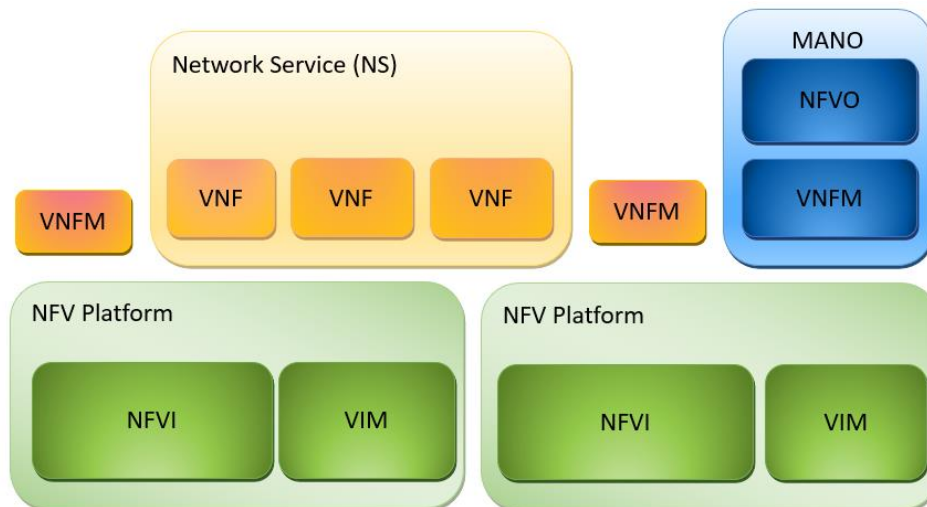 Network Service (NS)
VNF
VNF
VNF
VNFM
VNFM
MANO
NFVO
VNFM
NFV Platform
NFVI
VIM
NFV Platform
NFVI
VIM